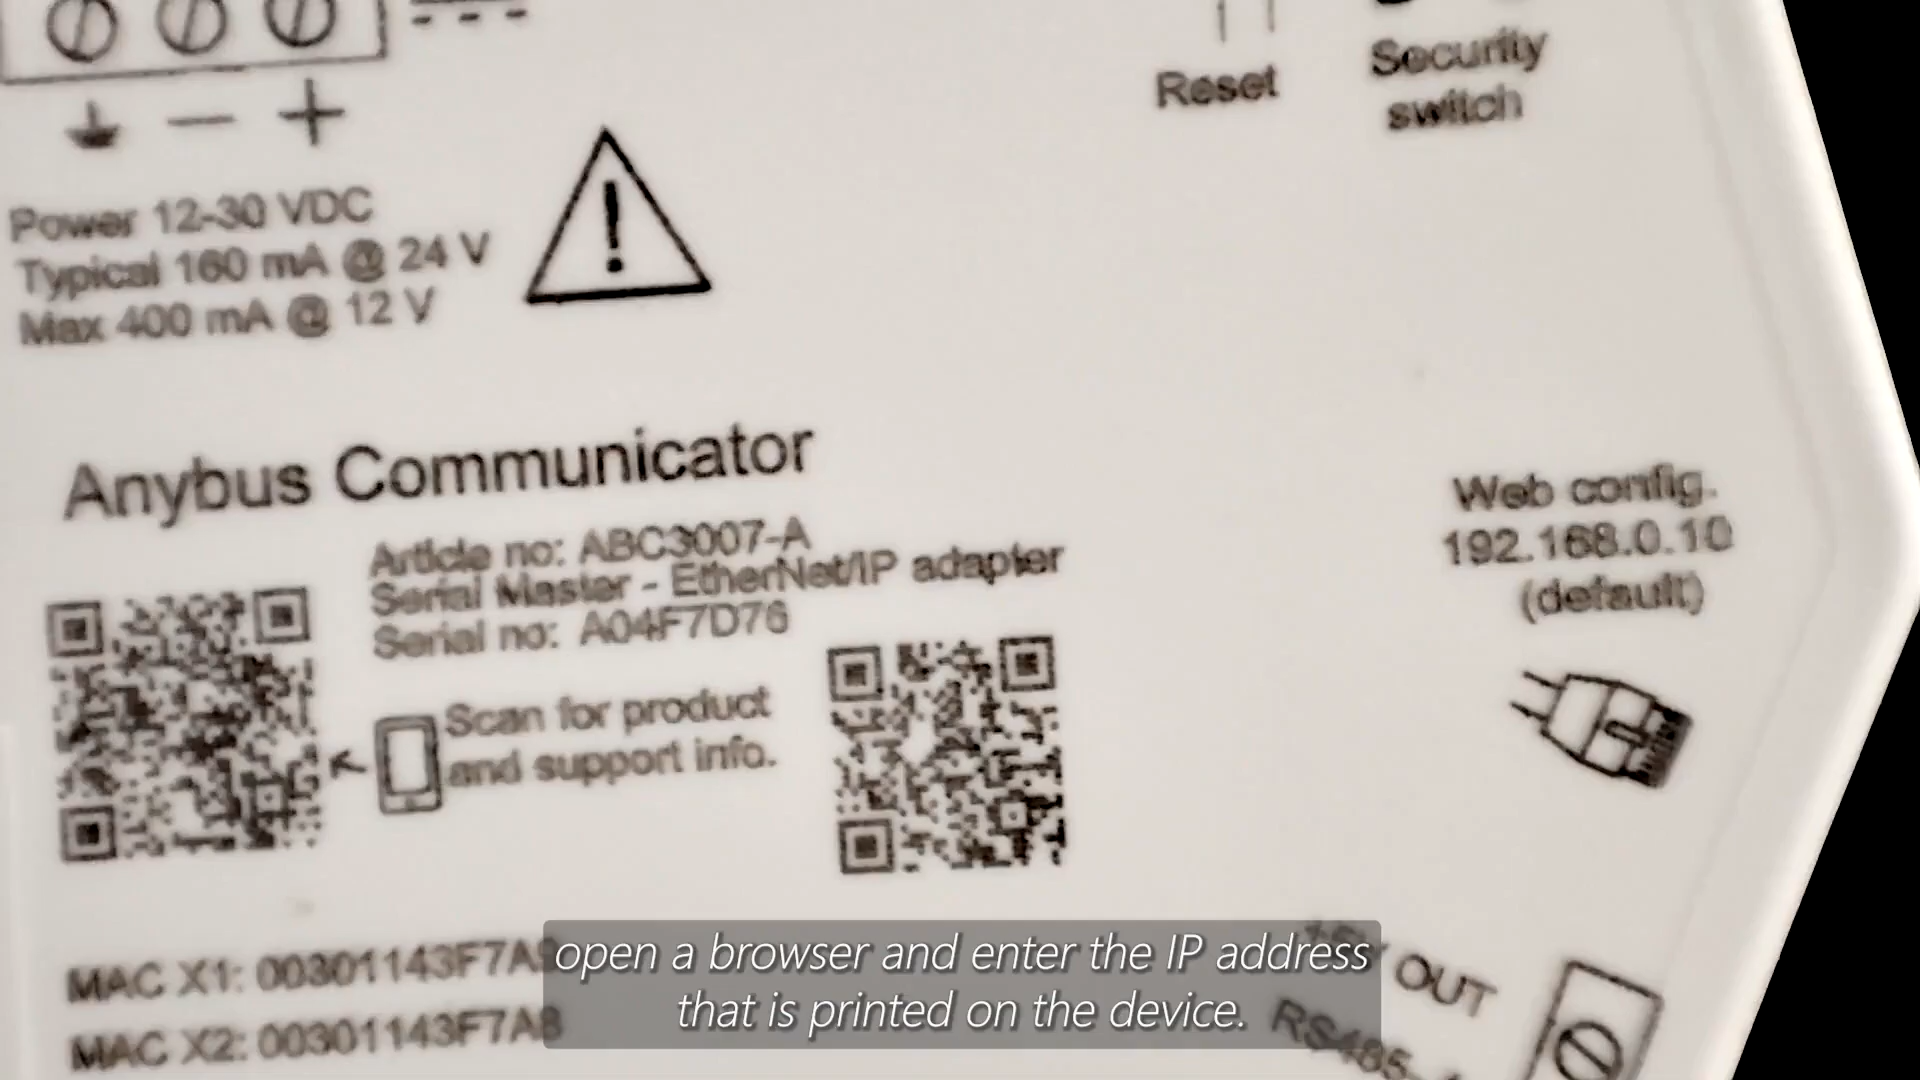 Reset
Security
switch
Power 12-30 VDC
Typical 160 mA @ 24 V
Max 400 mA @ 12 V
Anybus Communicator
Article no: ABC3007-A
Serial Master - EtherNet/IP adapter
Serial no: A04F7D76
Scan for product
and support info.
Web config.
192.168.0.10
(default)
MAC X1: 00301143F7A9
MAC X2: 00301143F7A8
OUT
open a browser and enter the IP address
that is printed on the device.